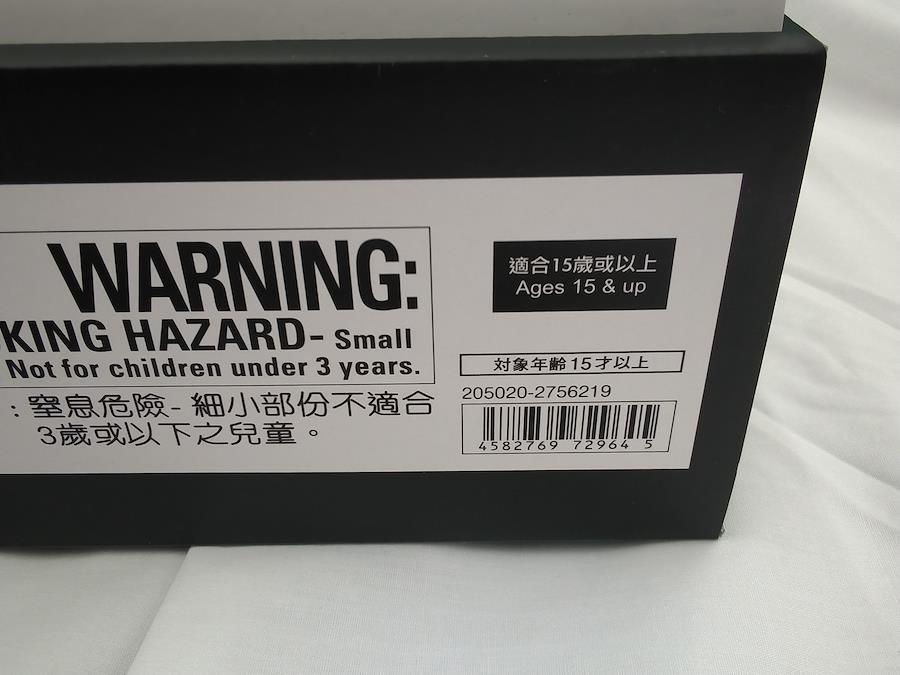 WARNING:
KING HAZARD- Small
Not for children under 3 years.
: 窒息危險- 細小部份不適合
3歲或以下之兒童。
適合15歲或以上
Ages 15 & up
対象年齢15才以上
205020-2756219
4582769 72964 5